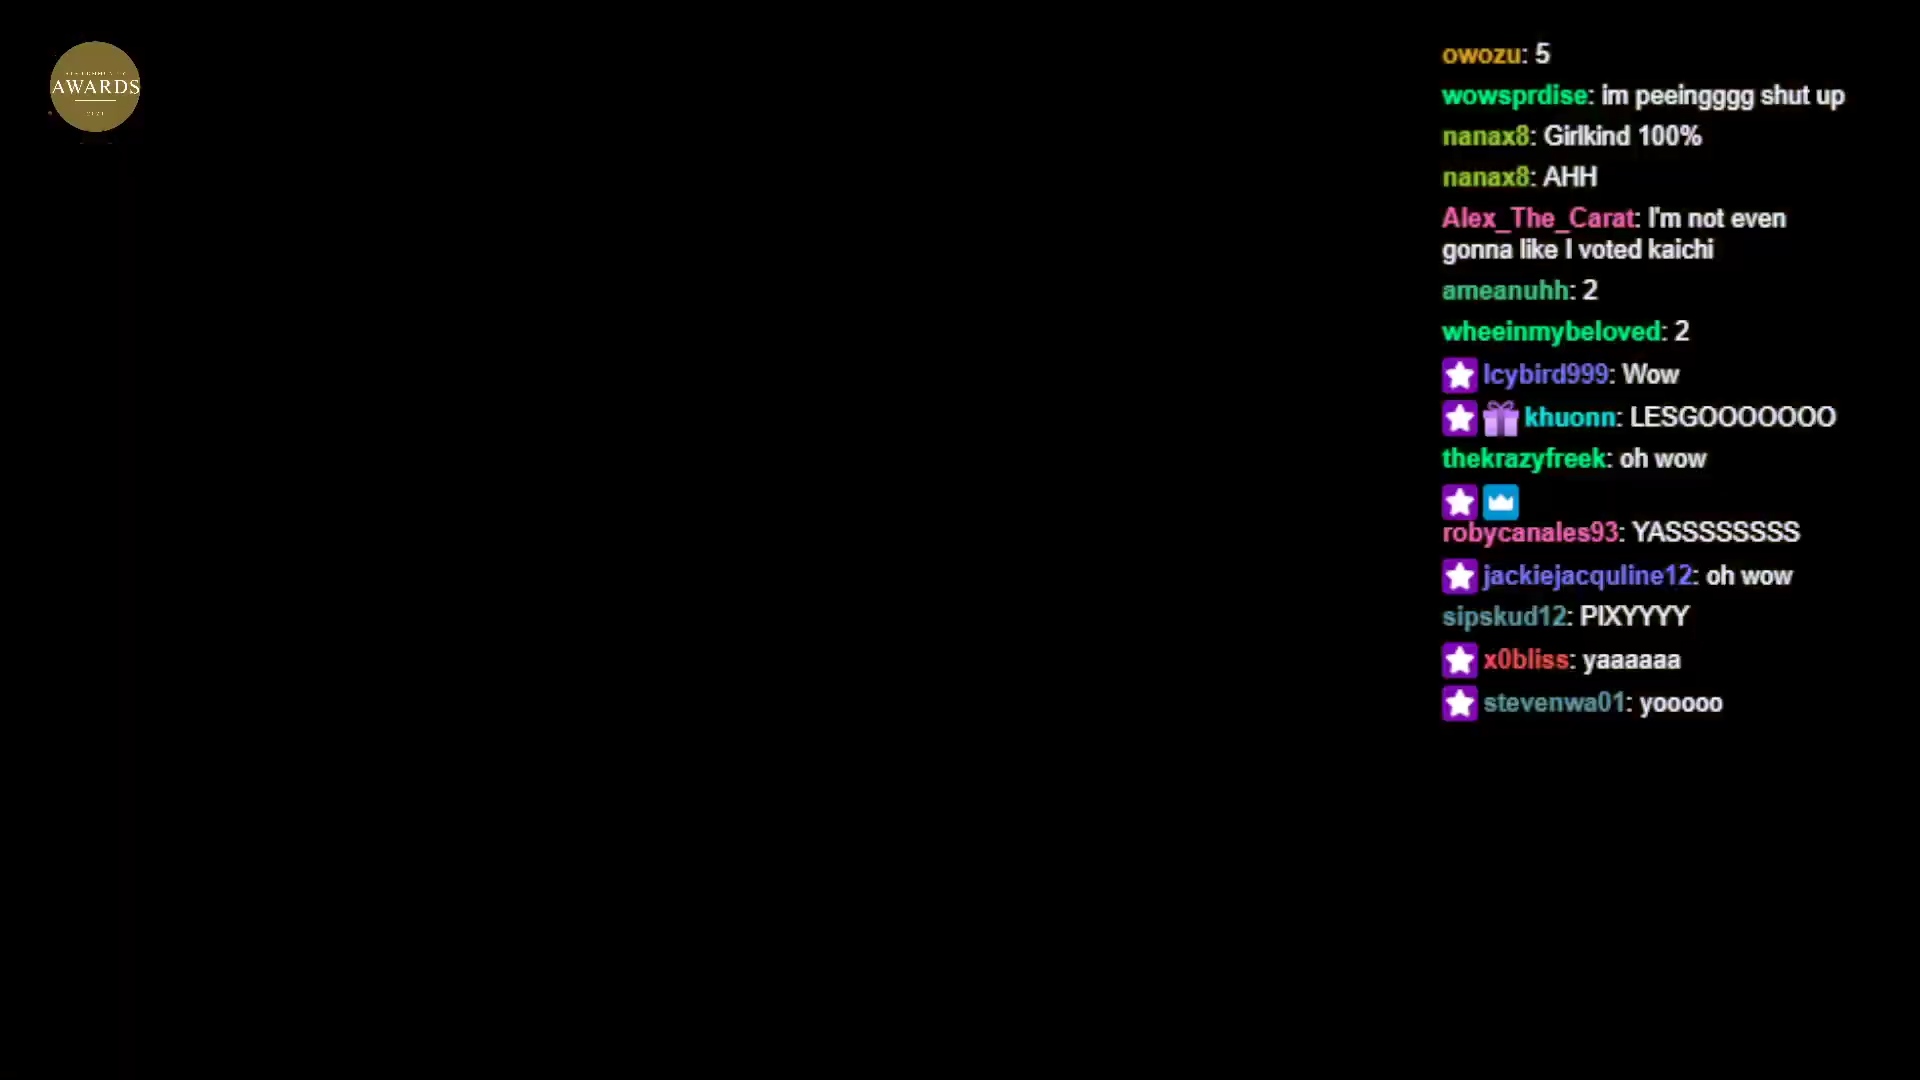 AWARDS
owozu: 5
wowsprdise: im peeingggg shut up
nanax8: Girlkind 100%
nanax8: AHH
Alex_The_Carat: I'm not even
gonna like I voted kaichi
ameanuhh: 2
wheeinmybeloved: 2
Icybird999: Wow
khuonn: LESGOOOOOOO
thekrazyfreek: oh wow
robycanales93: YASSSSSSSS
jackiejacquline12: oh wow
sipskud12: PIXYYYY
x0bliss: yaaaaaa
stevenwa01: yooooo